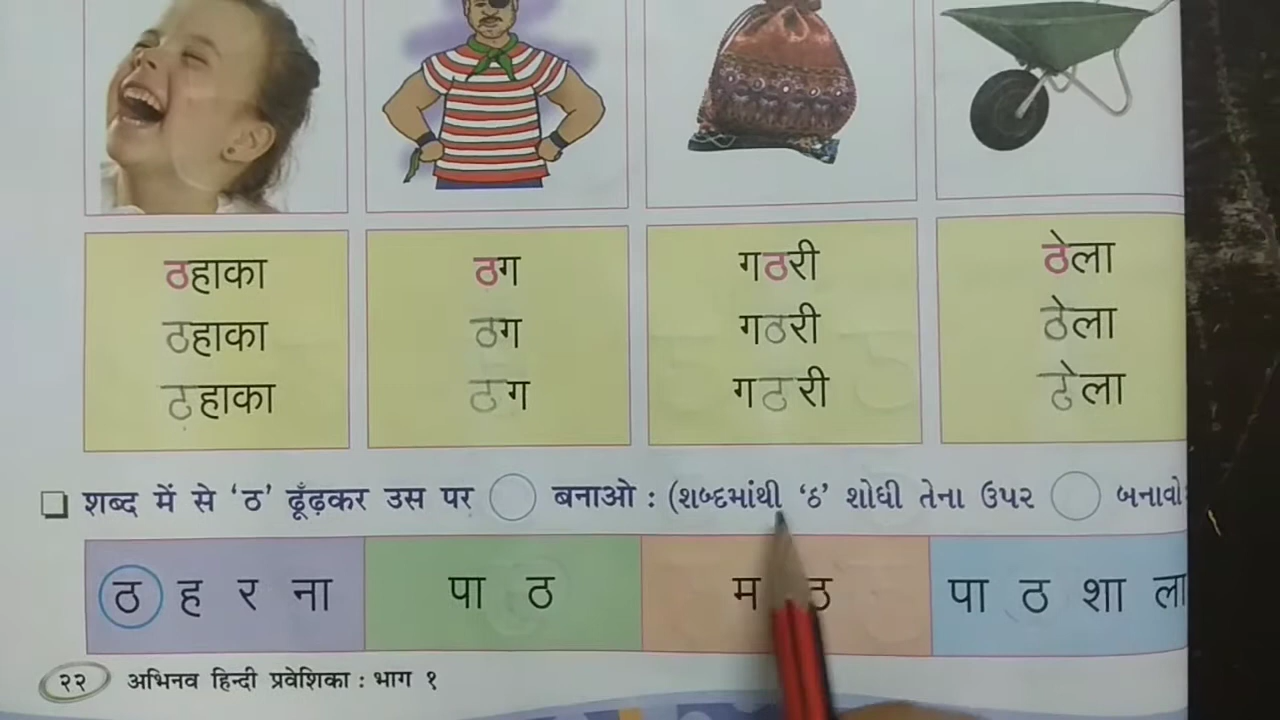 ठहाका ठग गठरी ठेला
ठहाका ठग गठरी ठेला
ठहाका ठग गठरी ठेला
शब्द में से ‘ठ’ ढूँढ़कर उस पर बनाओ : (શબ્દમાંથી ‘ઠ’ શોધી તેના ઉપર બનાવો
ठ ह र ना पा ठ म ठ पा ठ शा ला
२२ अभिनव हिन्दी प्रवेशिका : भाग १